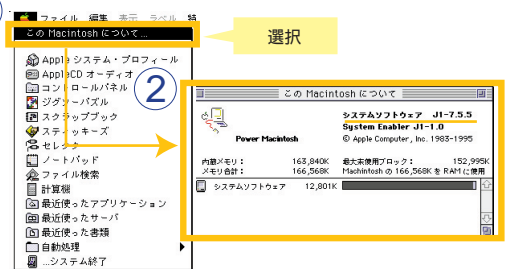 ファイル 編集 表示 ラベル 特
この Macintosh について...
選択
Apple システム・プロフィール
AppleCD オーディオ
コントロールパネル
ジグソーパズル
スクラップブック
スティッキーズ
セレクタ
ノートパッド
ファイル検索
計算機
最近使ったアプリケーション
最近使ったサーバ
最近使った書類
自動処理
...システム終了
2
この Macintosh について
システムソフトウェア J1-7.5.5
System Enabler J1-1.0
Power Macintosh
© Apple Computer, Inc. 1983-1995
内蔵メモリ： 163,840K 最大未使用ブロック： 152,995K
メモリ合計： 166,568K Machintosh の 166,568K を RAM に使用
システムソフトウェア 12,801K